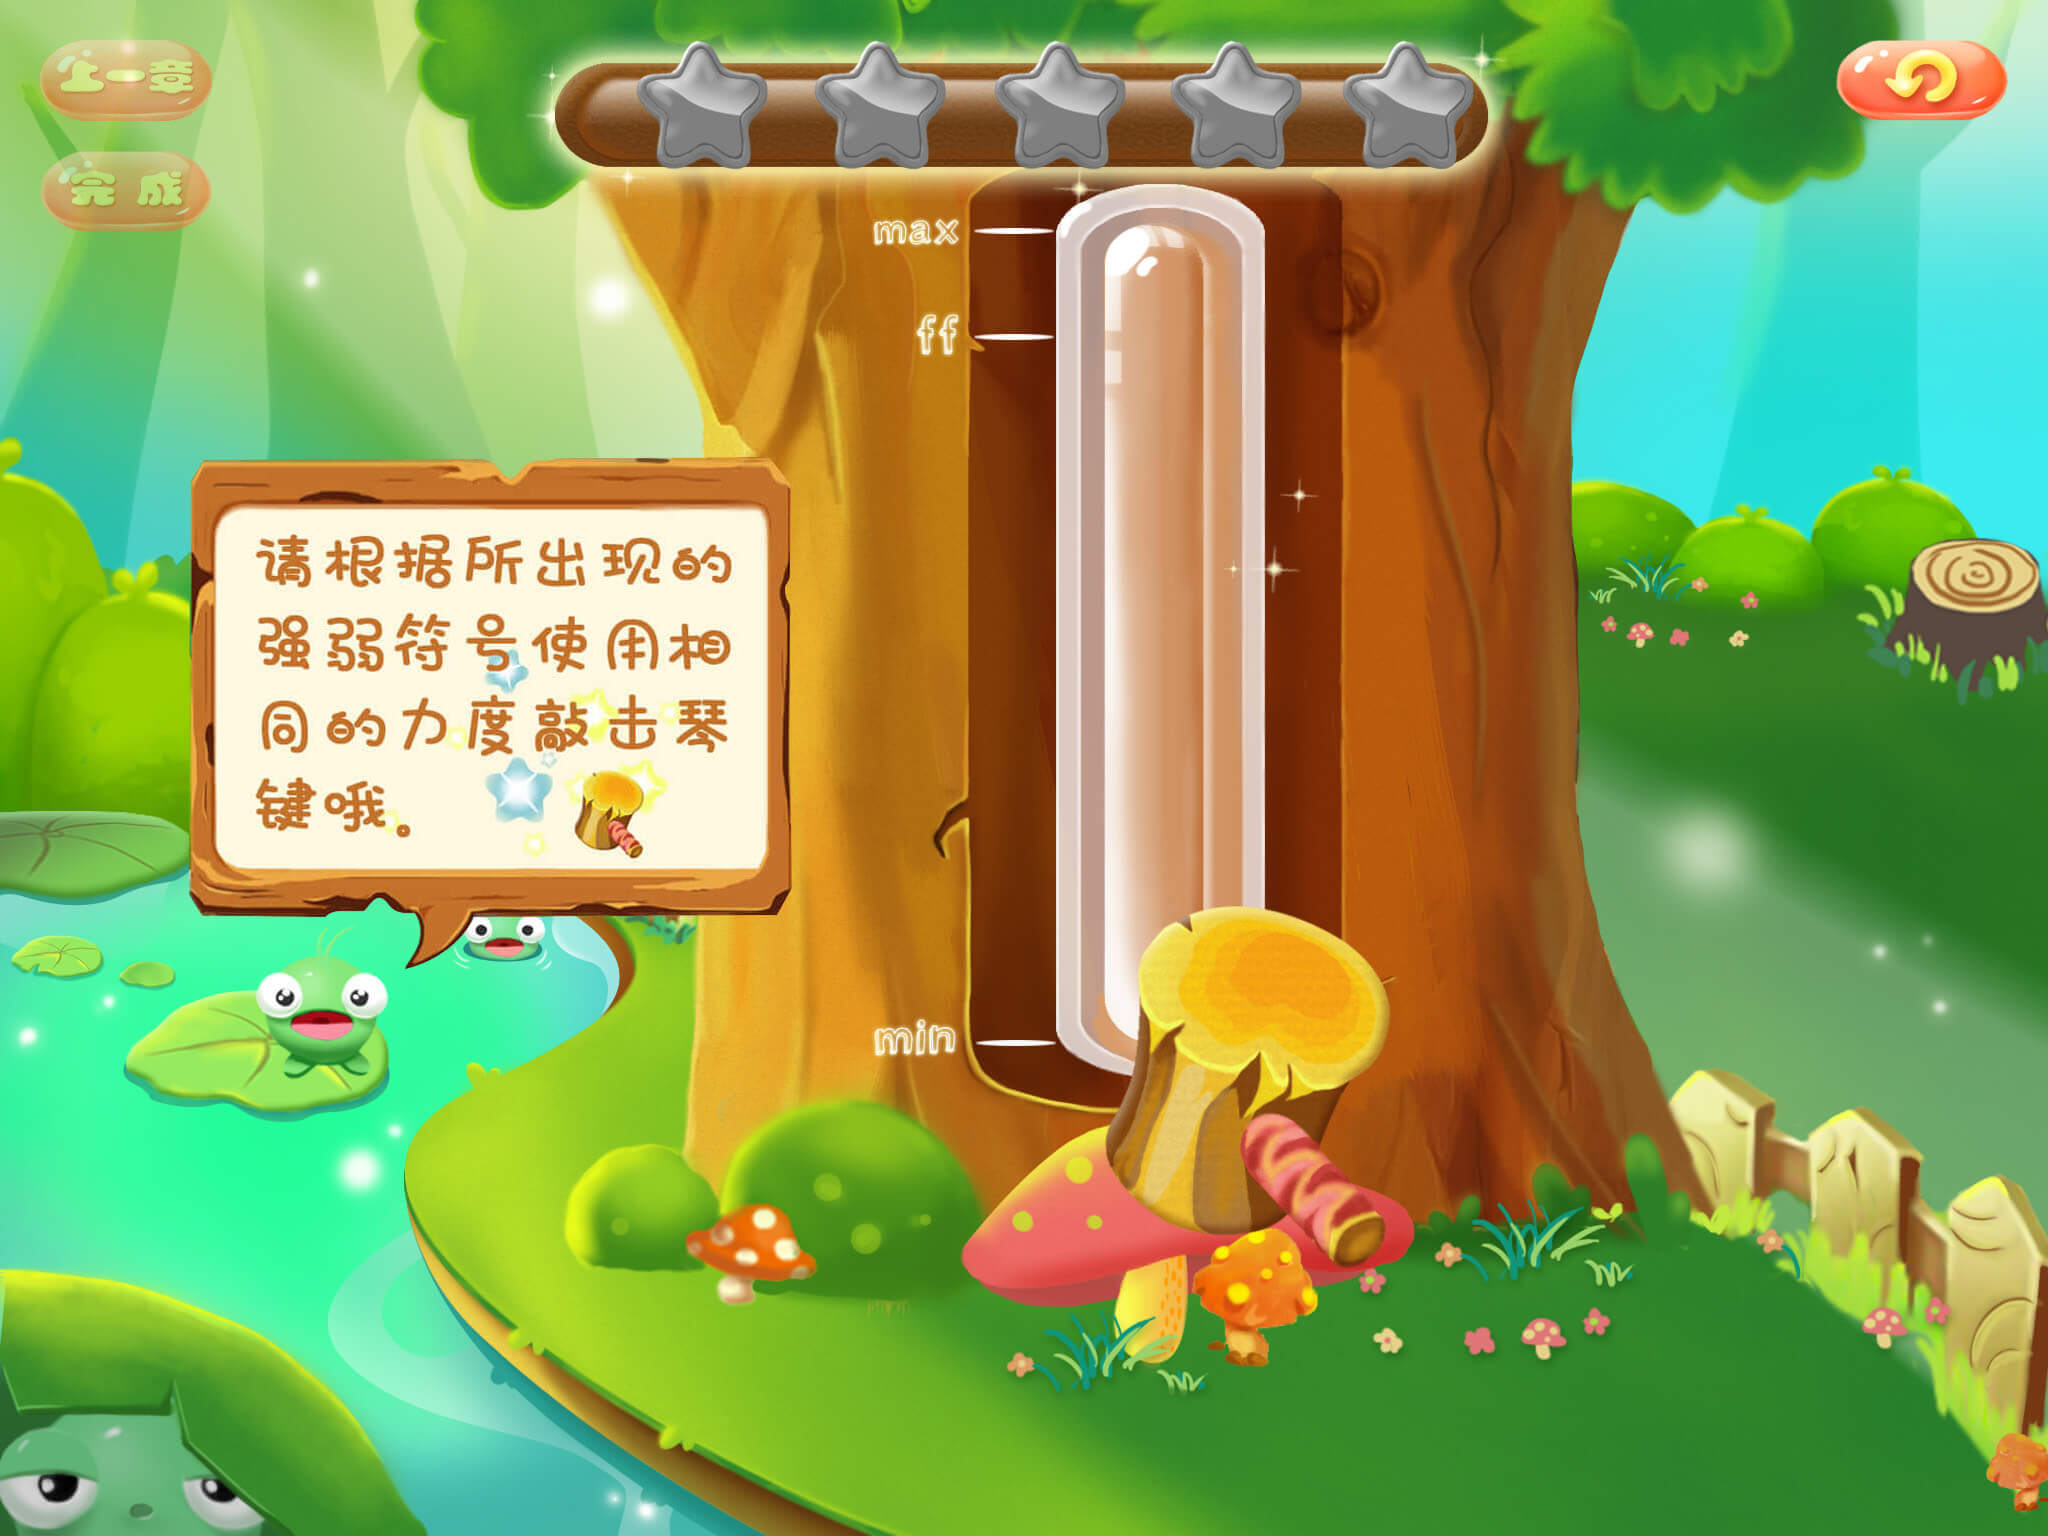 上一章
完成
max
ff
请根据所出现的
强弱符号使用相
同的力度敲击琴
键哦。
min